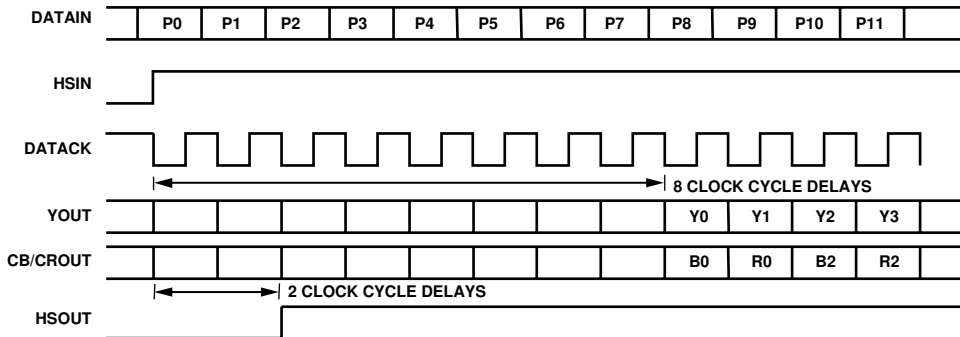 DATAIN P0 P1 P2 P3 P4 P5 P6 P7 P8 P9 P10 P11
HSIN
DATACK
8 CLOCK CYCLE DELAYS
YOUT Y0 Y1 Y2 Y3
CB/CROUT B0 R0 B2 R2
2 CLOCK CYCLE DELAYS
HSOUT